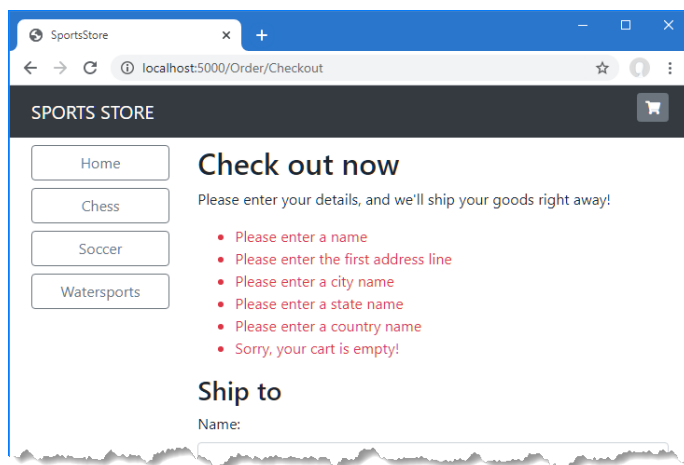 SportsStore
localhost:5000/Order/Checkout
SPORTS STORE
Home
Chess
Soccer
Watersports
Check out now
Please enter your details, and we'll ship your goods right away!
Please enter a name
Please enter the first address line
Please enter a city name
Please enter a state name
Please enter a country name
Sorry, your cart is empty!
Ship to
Name: